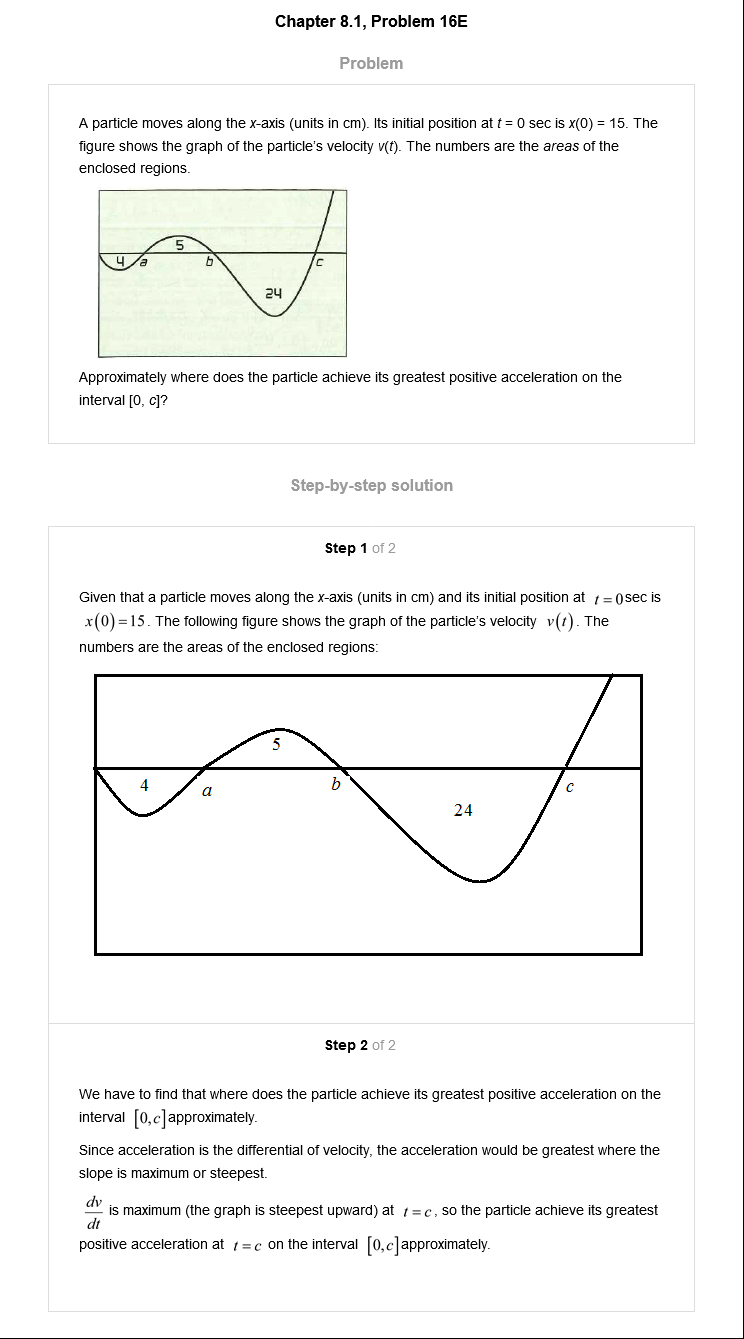 Chapter 8.1, Problem 16E
Problem
A particle moves along the x-axis (units in cm). Its initial position at t = 0 sec is x(0) = 15. The
figure shows the graph of the particle's velocity v(t). The numbers are the areas of the
enclosed regions.
5
4 a b c
24
Approximately where does the particle achieve its greatest positive acceleration on the
interval [0, c]?
Step-by-step solution
Step 1 of 2
Given that a particle moves along the x-axis (units in cm) and its initial position at t = 0 sec is
x(0) = 15. The following figure shows the graph of the particle's velocity v(t). The
numbers are the areas of the enclosed regions:
5
4 a b c
24
Step 2 of 2
We have to find that where does the particle achieve its greatest positive acceleration on the
interval [0,c] approximately.
Since acceleration is the differential of velocity, the acceleration would be greatest where the
slope is maximum or steepest.
dv/dt is maximum (the graph is steepest upward) at t = c, so the particle achieve its greatest
positive acceleration at t = c on the interval [0,c] approximately.